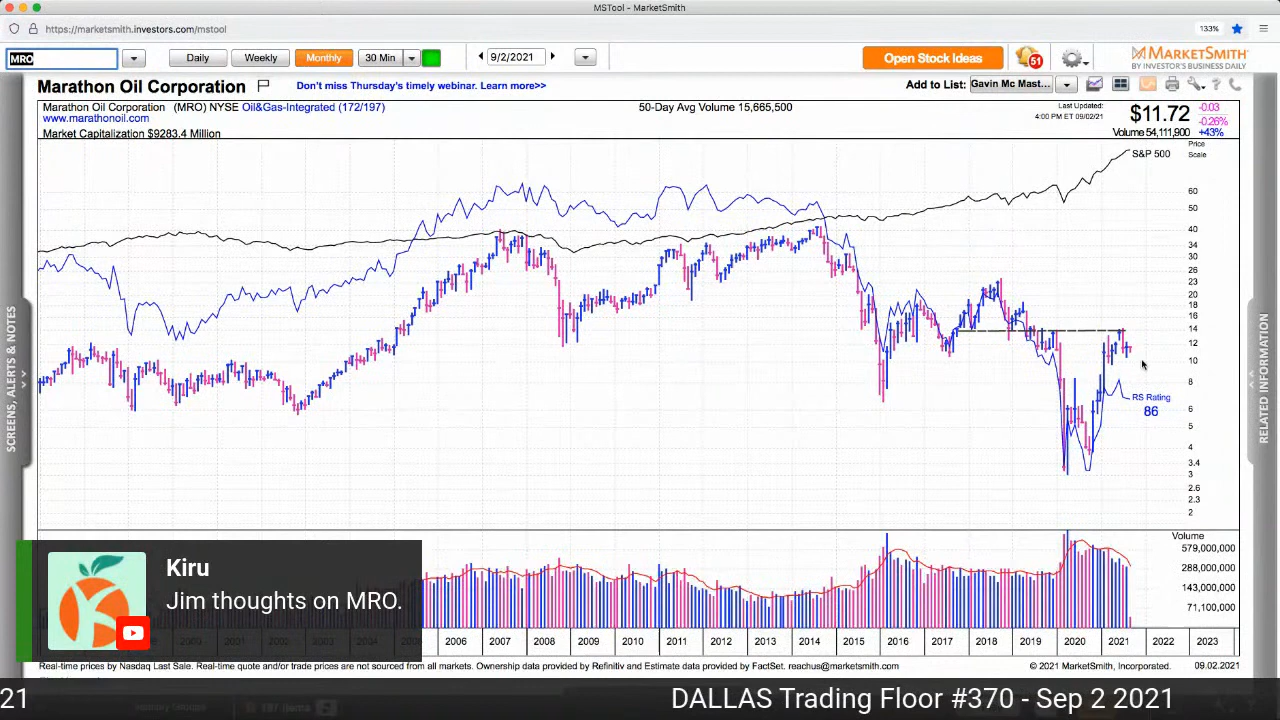 MSTool - MarketSmith
https://marketsmith.investors.com/mstool
133%
MRO Daily Weekly Monthly 30 Min 9/2/2021 Open Stock Ideas 51 MARKETSMITH
BY INVESTOR'S BUSINESS DAILY
Marathon Oil Corporation Don't miss Thursday's timely webinar. Learn more>> Add to List: Gavin Mc Mast...
Marathon Oil Corporation (MRO) NYSE Oil&Gas-Integrated (172/197) 50-Day Avg Volume 15,665,500 Last Updated: 4:00 PM ET 09/02/21 $11.72 -0.03 -0.26%
www.marathonoil.com
Market Capitalization $9283.4 Million Volume 54,111,900 +43%
Price Scale
S&P 500
60
50
40
34
30
26
23
20
18
16
14
12
10
8
RS Rating
86
6
5
4
3.4
3
2.6
2.3
2
SCREENS, ALERTS & NOTES
RELATED INFORMATION
Volume
579,000,000
288,000,000
143,000,000
71,100,000
Kiru
Jim thoughts on MRO.
2000 2001 2002 2003 2004 2006 2007 2008 2009 2010 2011 2012 2013 2014 2015 2016 2017 2018 2019 2020 2021 2022 2023
Real-time prices by Nasdaq Last Sale. Real-time quote and/or trade prices are not sourced from all markets. Ownership data provided by Refinitiv and Estimate data provided by FactSet. reachus@marketsmith.com © 2021 MarketSmith, Incorporated. 09.02.2021
197 items
21 DALLAS Trading Floor #370 - Sep 2 2021